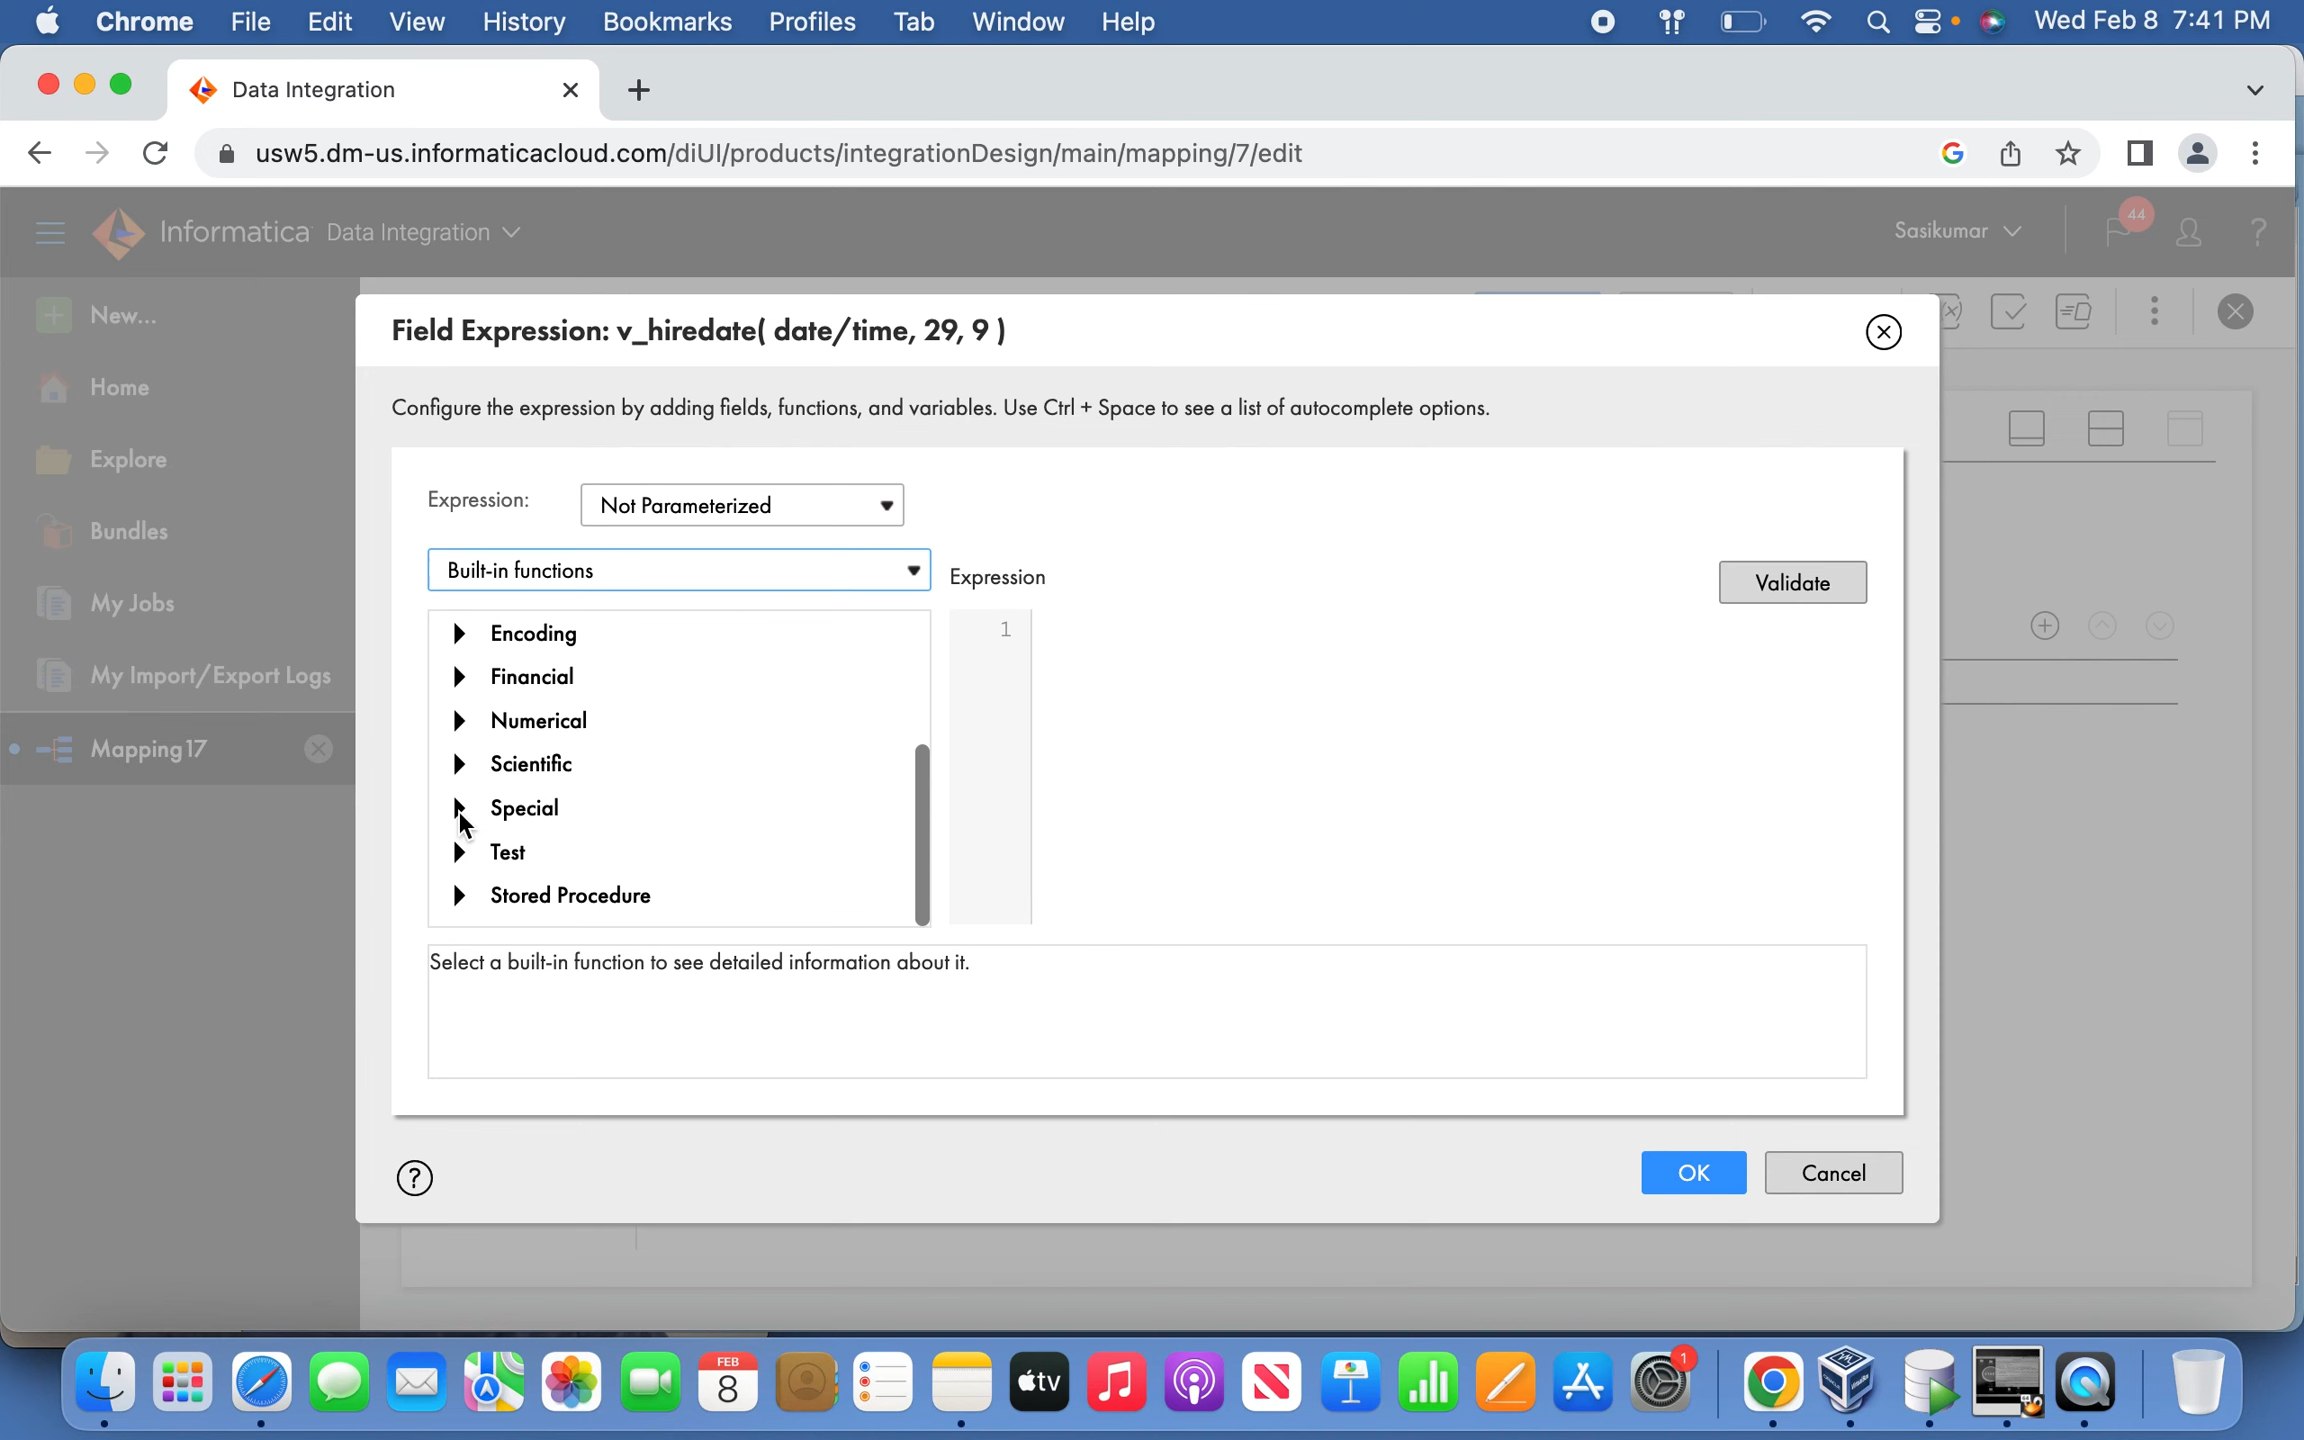 Chrome File Edit View History Bookmarks Profiles Tab Window Help Wed Feb 8 7:41 PM
Data Integration
usw5.dm-us.informaticacloud.com/diUI/products/integrationDesign/main/mapping/7/edit
Informatica Data Integration Sasikumar 44 ?
New...
Home
Explore
Bundles
My Jobs
My Import/Export Logs
Mapping17
Field Expression: v_hiredate( date/time, 29, 9 )
Configure the expression by adding fields, functions, and variables. Use Ctrl + Space to see a list of autocomplete options.
Expression: Not Parameterized
Built-in functions Expression Validate
Encoding
Financial
Numerical
Scientific
Special
Test
Stored Procedure
1
Select a built-in function to see detailed information about it.
? OK Cancel
FEB
8
tv
1